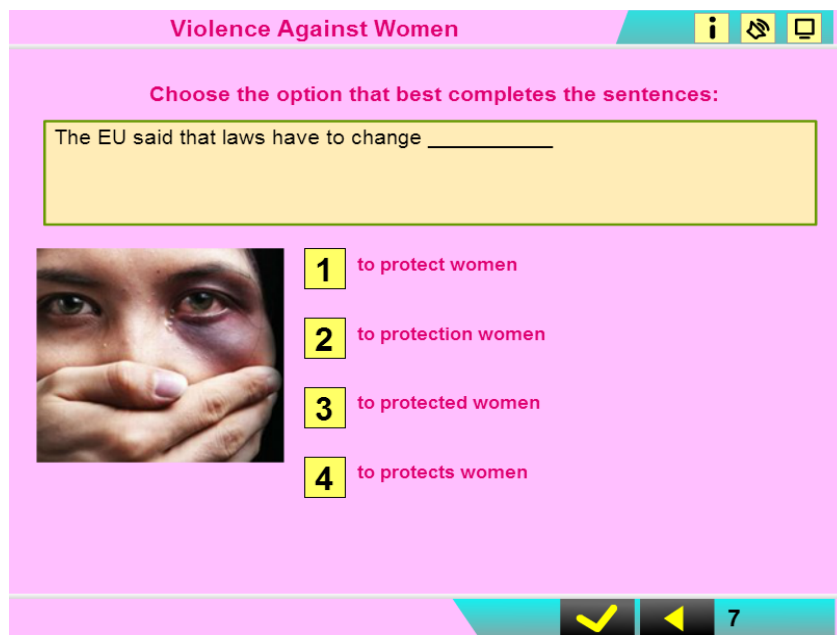 Violence Against Women
i
Choose the option that best completes the sentences:
The EU said that laws have to change ___________
1 to protect women
2 to protection women
3 to protected women
4 to protects women
7